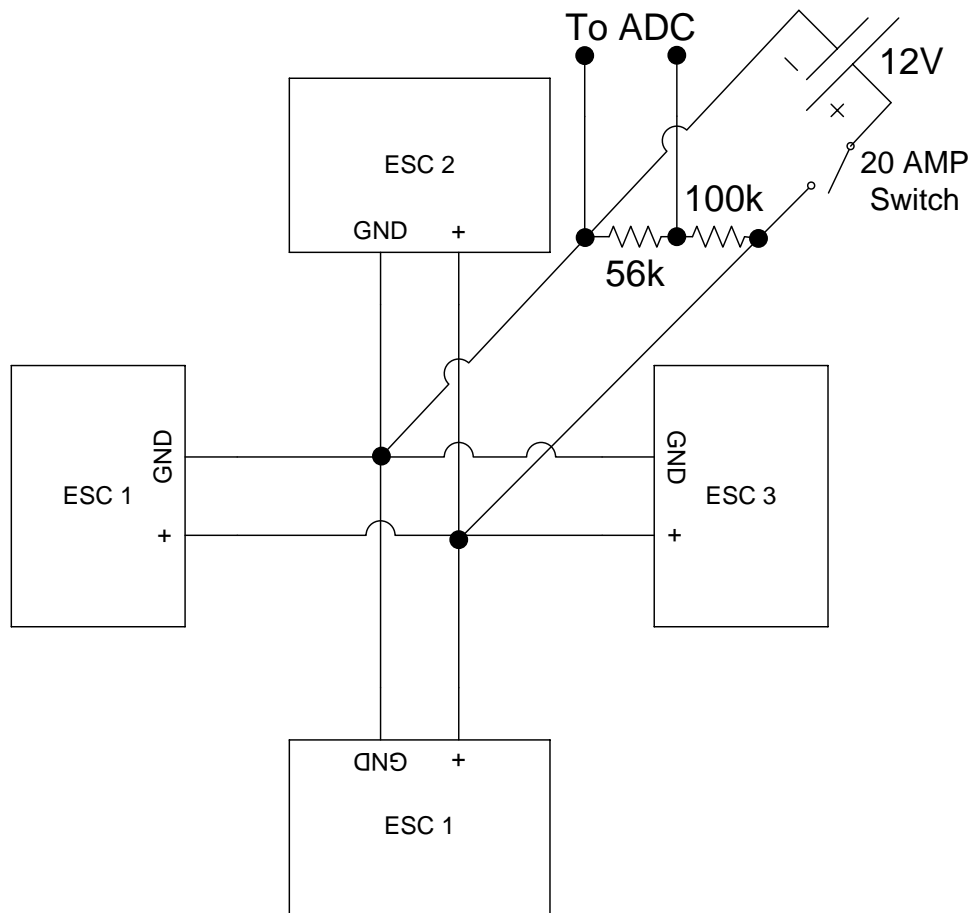 To ADC
12V
−
+
20 AMP
Switch
100k
56k
ESC 2
GND +
GND
ESC 1
+
GND
ESC 3
+
GND +
ESC 1